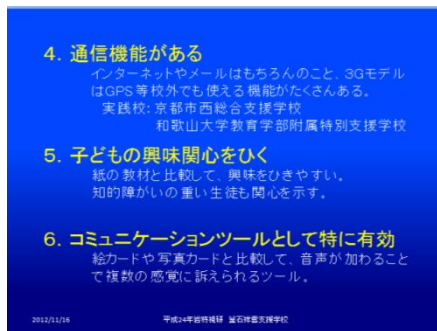 4．通信機能がある
インターネットやメールはもちろんのこと、3Gモデル
はGPS等校外でも使える機能がたくさんある。
実践校：京都市西総合支援学校
和歌山大学教育学部附属特別支援学校
5．子どもの興味関心をひく
紙の教材と比較して、興味をひきやすい。
知的障がいの重い生徒も関心を示す。
6．コミュニケーションツールとして特に有効
絵カードや写真カードと比較して、音声が加わること
で複数の感覚に訴えられるツール。
2012/11/16
平成24年岩特視研 釜石祥雲支援学校